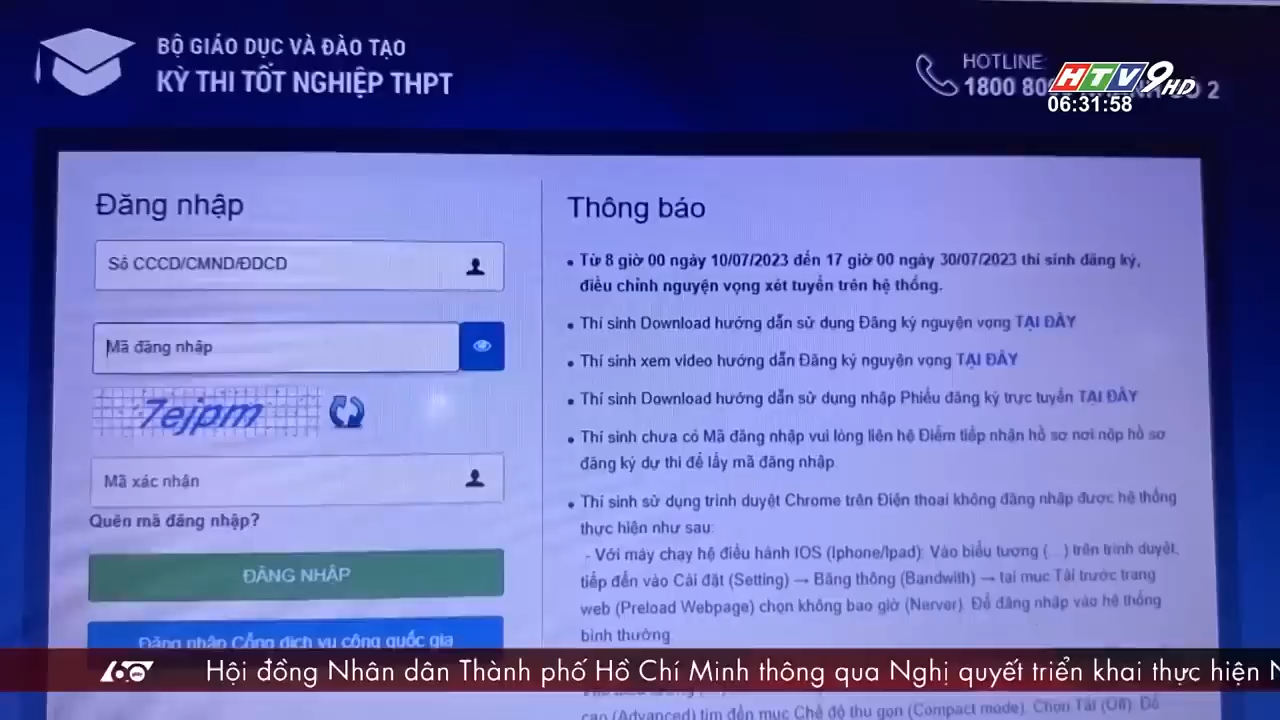 BỘ GIÁO DỤC VÀ ĐÀO TẠO
KỲ THI TỐT NGHIỆP THPT
HOTLINE
1800 80
Ố 2
HTV9 HD
06:31:58
Đăng nhập
Số CCCD/CMND/ĐDCD
Mã đăng nhập
7ejpm
Mã xác nhận
Quên mã đăng nhập?
ĐĂNG NHẬP
Đăng nhập Cổng dịch vụ công quốc gia
Thông báo
Từ 8 giờ 00 ngày 10/07/2023 đến 17 giờ 00 ngày 30/07/2023 thí sinh đăng ký,
điều chỉnh nguyện vọng xét tuyển trên hệ thống.
Thí sinh Download hướng dẫn sử dụng Đăng ký nguyện vọng TẠI ĐÂY
Thí sinh xem video hướng dẫn Đăng ký nguyện vọng TẠI ĐÂY
Thí sinh Download hướng dẫn sử dụng nhập Phiếu đăng ký trực tuyến TẠI ĐÂY
Thí sinh chưa có Mã đăng nhập vui lòng liên hệ Điểm tiếp nhận hồ sơ nơi nộp hồ sơ
đăng ký dự thi để lấy mã đăng nhập
Thí sinh sử dụng trình duyệt Chrome trên Điện thoại không đăng nhập được hệ thống
thực hiện như sau:
- Với máy chạy hệ điều hành IOS (Iphone/Ipad): Vào biểu tượng (...) trên trình duyệt,
tiếp đến vào Cài đặt (Setting) → Băng thông (Bandwith) → tại mục Tải trước trang
web (Preload Webpage) chọn không bao giờ (Nerver). Để đăng nhập vào hệ thống
bình thường
60 Hội đồng Nhân dân Thành phố Hồ Chí Minh thông qua Nghị quyết triển khai thực hiện N
cao (Advanced) tìm đến mục Chế độ thu gọn (Compact mode). Chọn Tắt (Off). Để